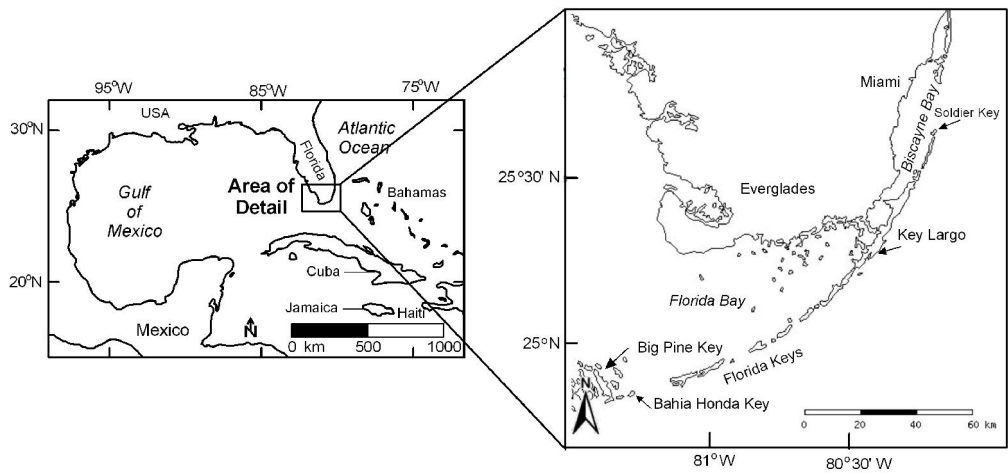 95°W
85°W
75°W
USA
30°N
Atlantic
Ocean
Florida
Gulf
of
Mexico
Area of
Detail
Bahamas
20°N
Cuba
Jamaica
Haiti
Mexico
N
0 km
500
1000
Miami
Biscayne Bay
Soldier Key
25°30' N
Everglades
Key Largo
Florida Bay
25°N
Big Pine Key
Florida Keys
N
Bahia Honda Key
0 20 40 60
km
81° W
80°30' W